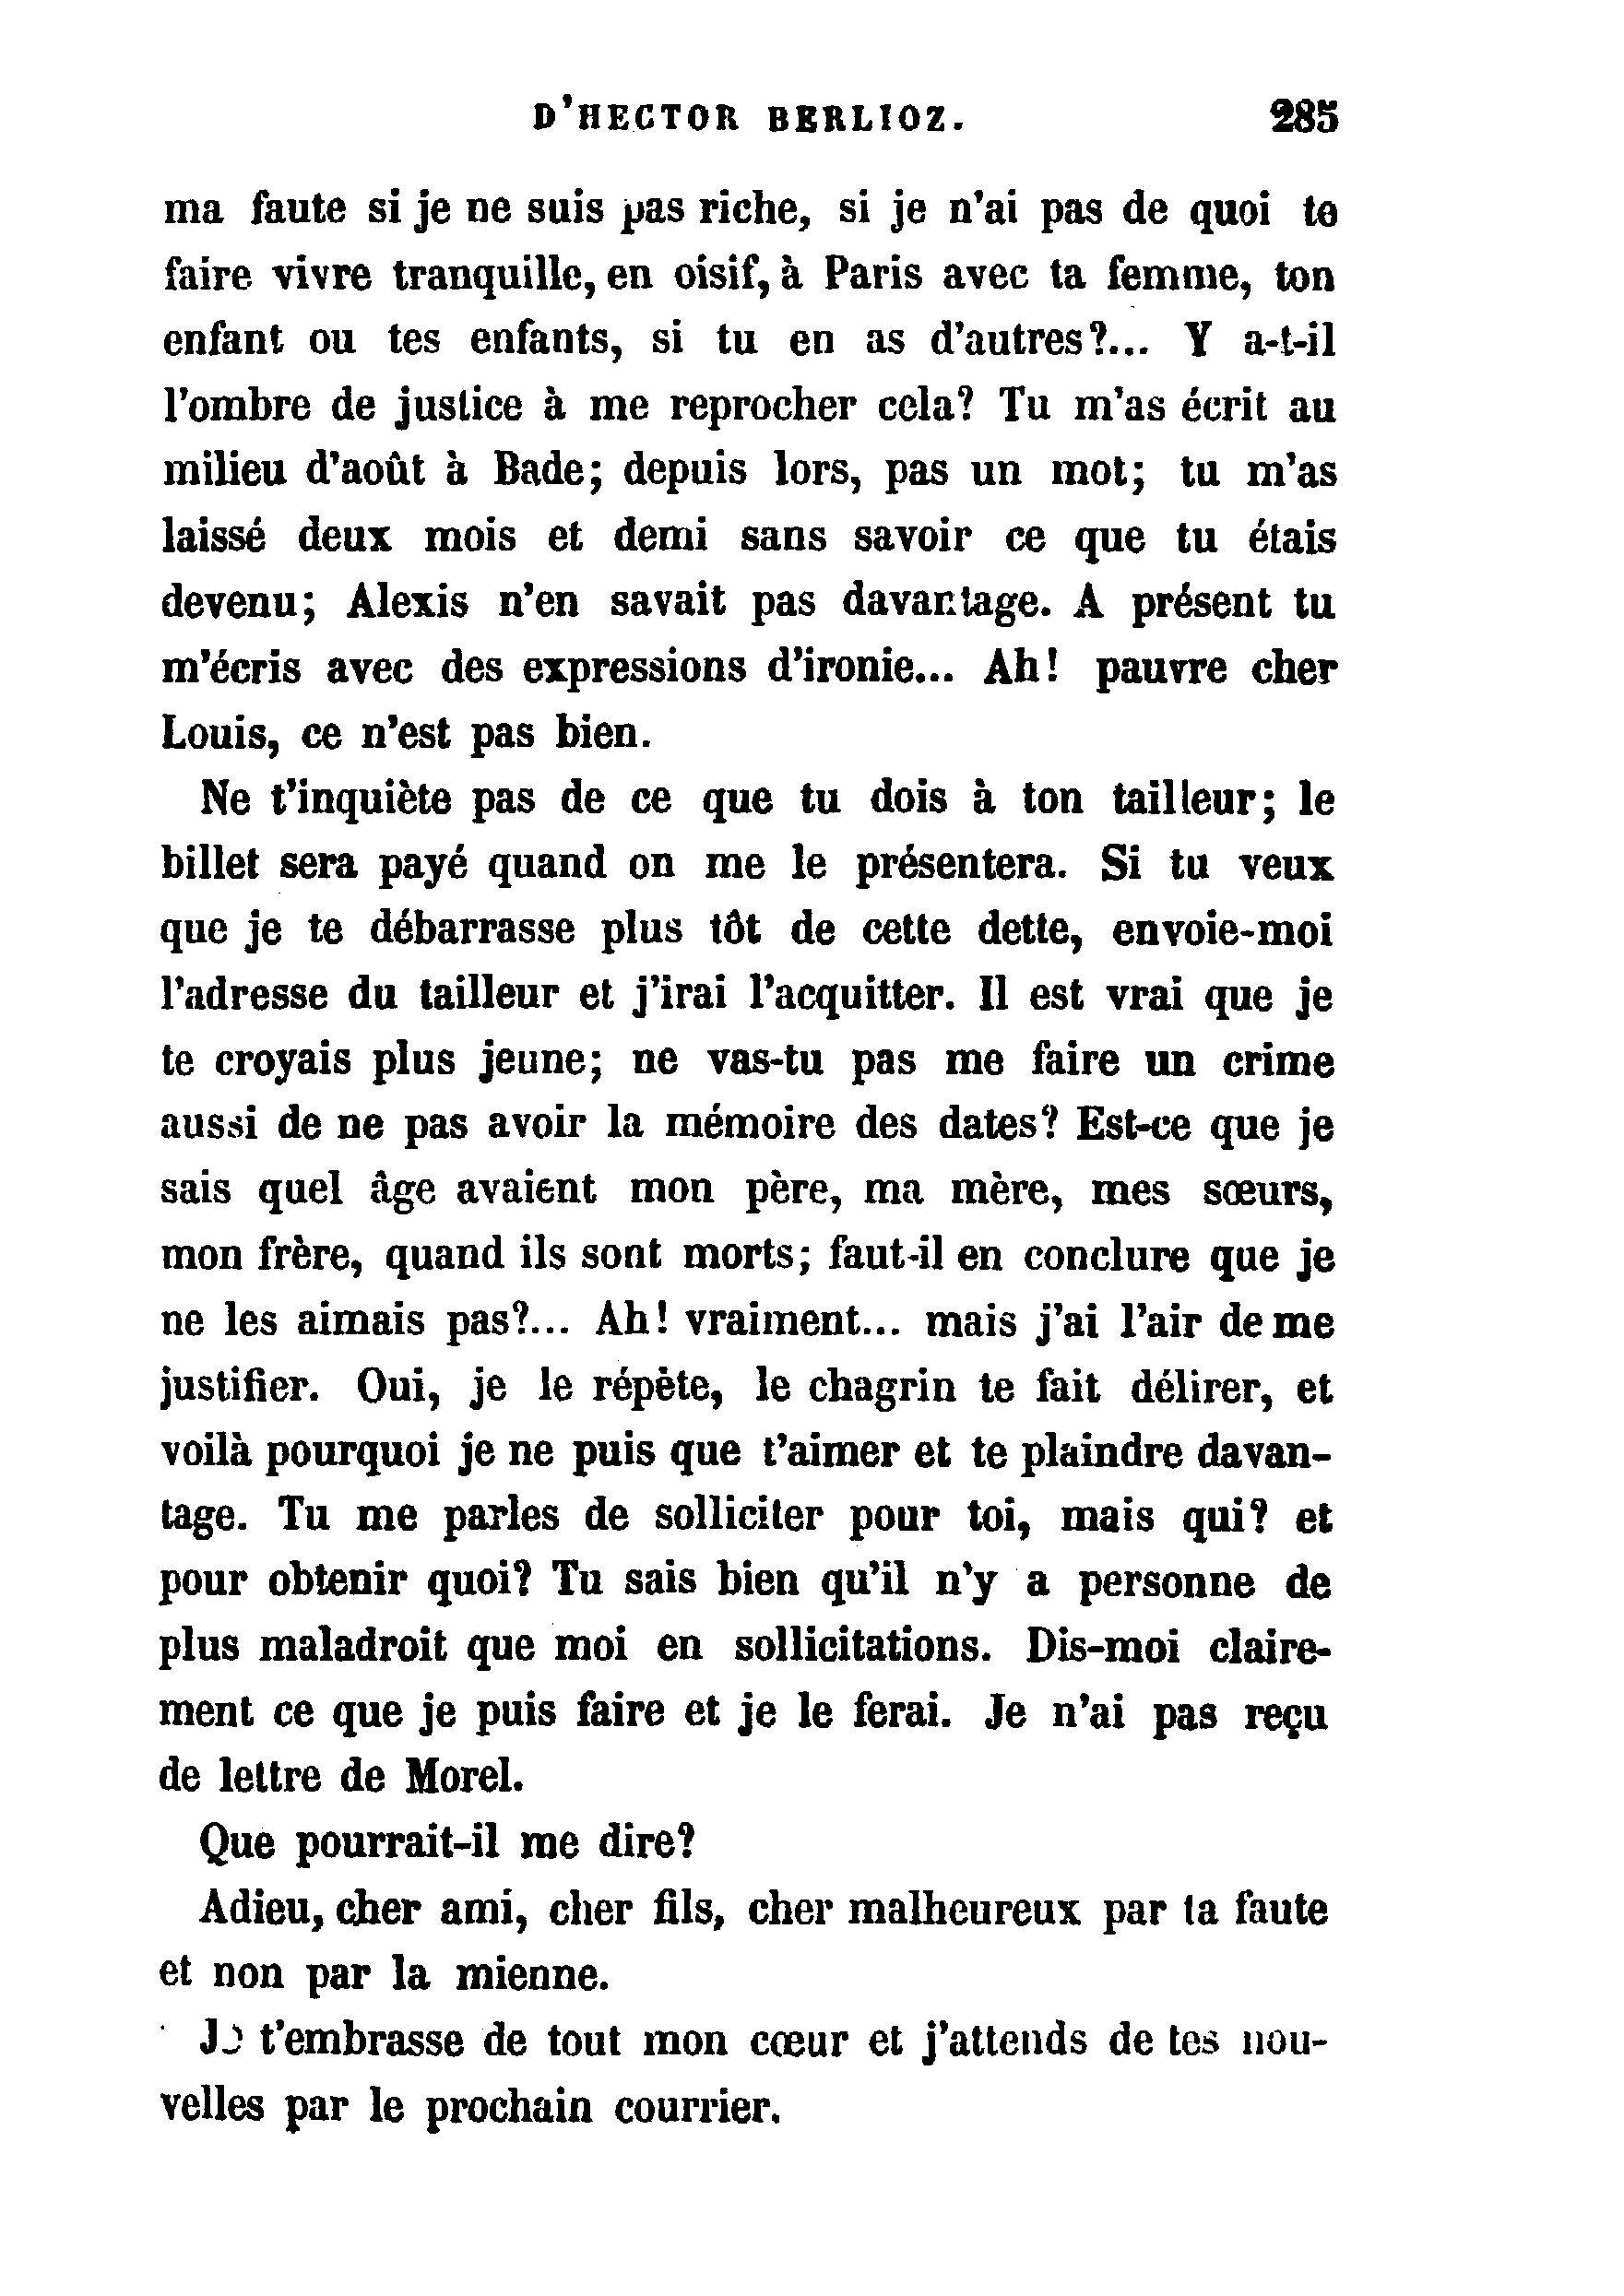 D'HECTOR BERLIOZ. 285
ma faute si je ne suis pas riche, si je n'ai pas de quoi te
faire vivre tranquille, en oisif, à Paris avec ta femme, ton
enfant ou tes enfants, si tu en as d'autres?... Y a-t-il
l'ombre de justice à me reprocher cela? Tu m'as écrit au
milieu d'août à Bade; depuis lors, pas un mot; tu m'as
laissé deux mois et demi sans savoir ce que tu étais
devenu; Alexis n'en savait pas davantage. A présent tu
m'écris avec des expressions d'ironie... Ah! pauvre cher
Louis, ce n'est pas bien.
Ne t'inquiète pas de ce que tu dois à ton tailleur; le
billet sera payé quand on me le présentera. Si tu veux
que je te débarrasse plus tôt de cette dette, envoie-moi
l'adresse du tailleur et j'irai l'acquitter. Il est vrai que je
te croyais plus jeune; ne vas-tu pas me faire un crime
aussi de ne pas avoir la mémoire des dates? Est-ce que je
sais quel âge avaient mon père, ma mère, mes sœurs,
mon frère, quand ils sont morts; faut-il en conclure que je
ne les aimais pas?... Ah! vraiment... mais j'ai l'air de me
justifier. Oui, je le répète, le chagrin te fait délirer, et
voilà pourquoi je ne puis que t'aimer et te plaindre davan-
tage. Tu me parles de solliciter pour toi, mais qui? et
pour obtenir quoi? Tu sais bien qu'il n'y a personne de
plus maladroit que moi en sollicitations. Dis-moi claire-
ment ce que je puis faire et je le ferai. Je n'ai pas reçu
de lettre de Morel.
Que pourrait-il me dire?
Adieu, cher ami, cher fils, cher malheureux par ta faute
et non par la mienne.
Je t'embrasse de tout mon cœur et j'attends de tes nou-
velles par le prochain courrier.